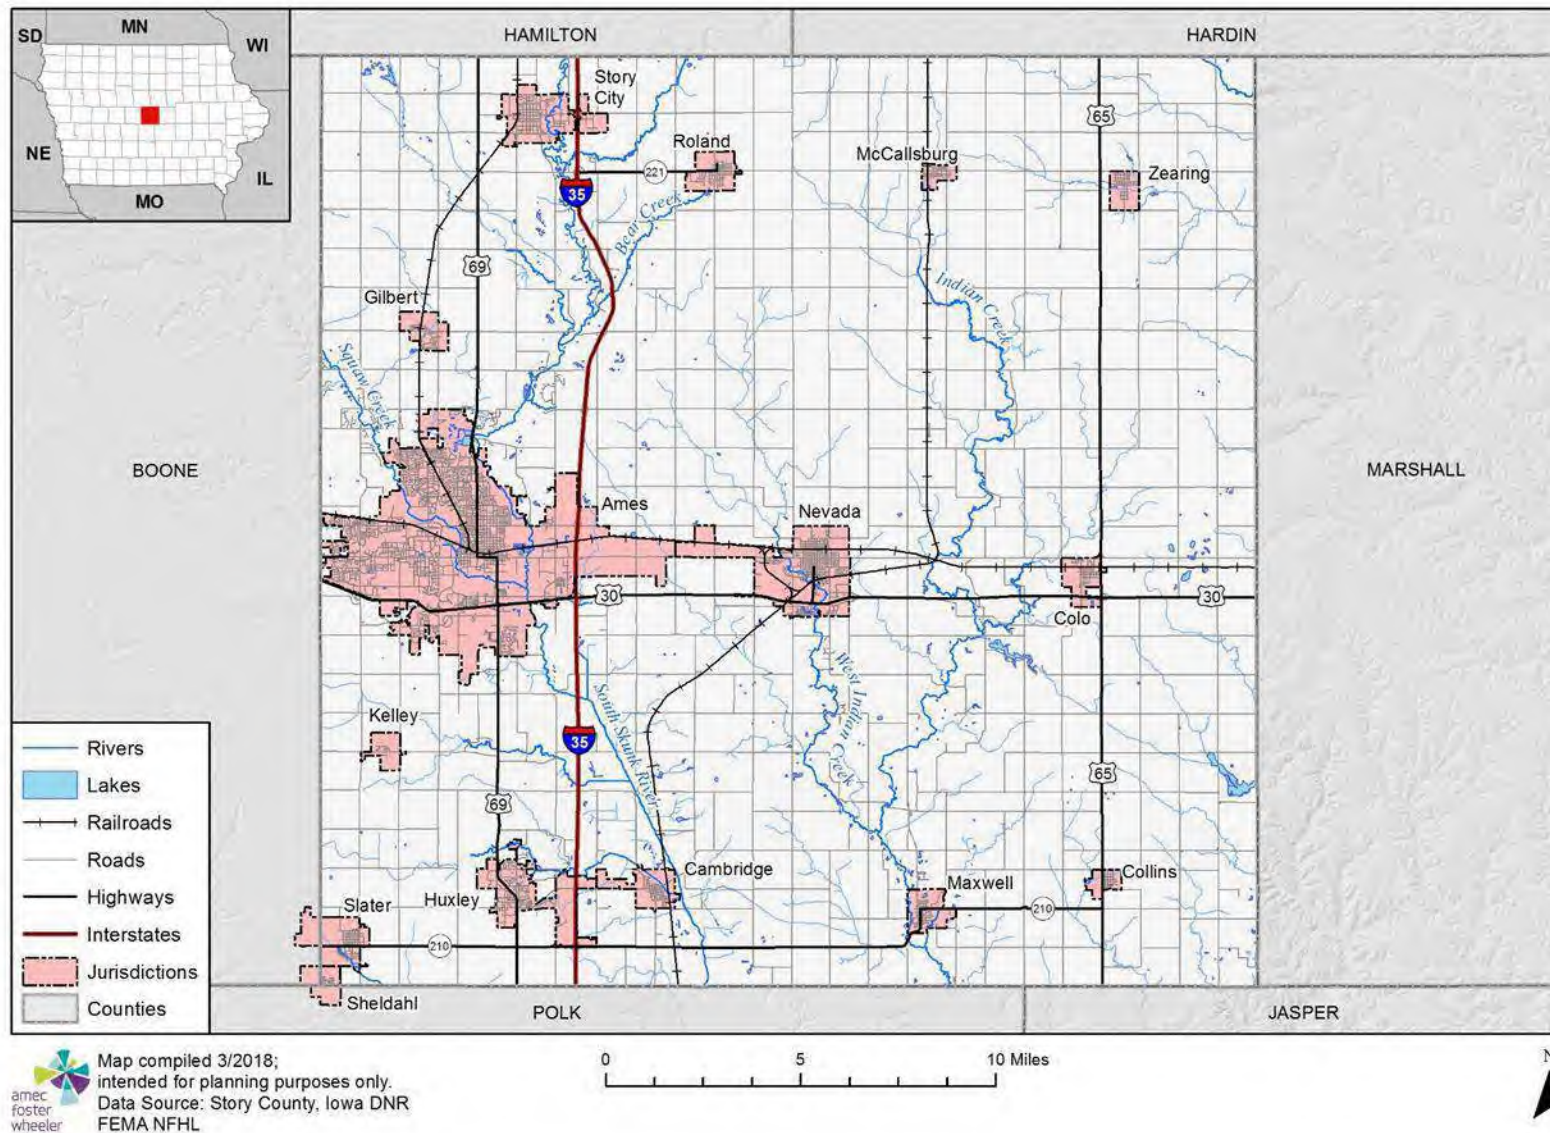 MN
SD
WI
NE
IL
MO
HAMILTON
HARDIN
Story
City
65
Roland
McCallsburg
Zearing
221
35
Bear Creek
69
Indian Creek
Gilbert
Squaw Creek
BOONE
MARSHALL
Ames
Nevada
30
30
Colo
West Indian
Creek
South Skunk River
Kelley
35
65
69
Cambridge
Collins
Maxwell
Huxley
Slater
210
210
Sheldahl
POLK
JASPER
Rivers
Lakes
Railroads
Roads
Highways
Interstates
Jurisdictions
Counties
amec
foster
wheeler
Map compiled 3/2018;
intended for planning purposes only.
Data Source: Story County, Iowa DNR
FEMA NFHL
0 5 10 Miles
N